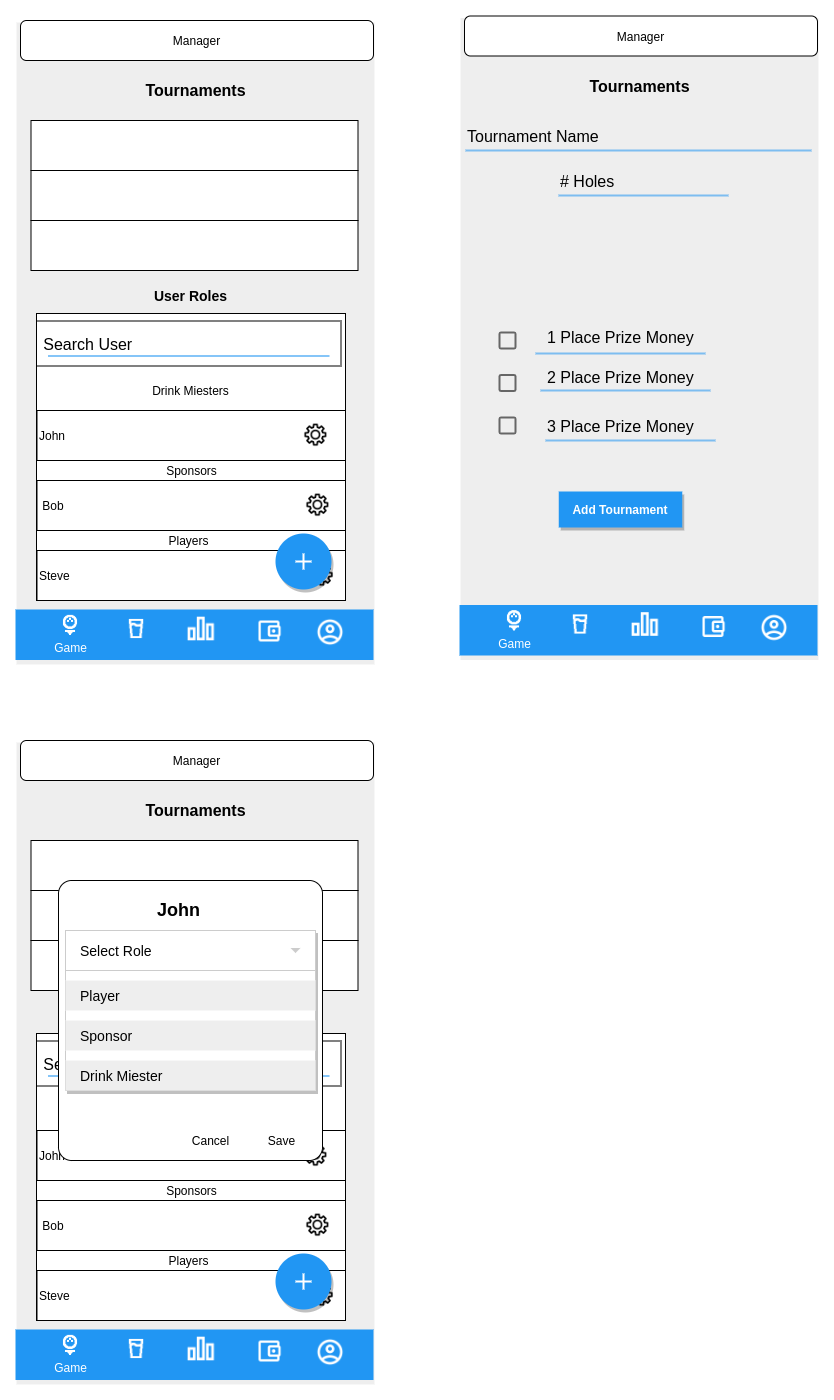 Manager
Tournaments
User Roles
Search User
Drink Miesters
John
Sponsors
Bob
Players
Steve
Game
Manager
Tournaments
Tournament Name
# Holes
1 Place Prize Money
2 Place Prize Money
3 Place Prize Money
Add Tournament
Game
Manager
Tournaments
John
Select Role
Player
Sponsor
Drink Miester
Cancel
Save
John
Sponsors
Bob
Players
Steve
Game